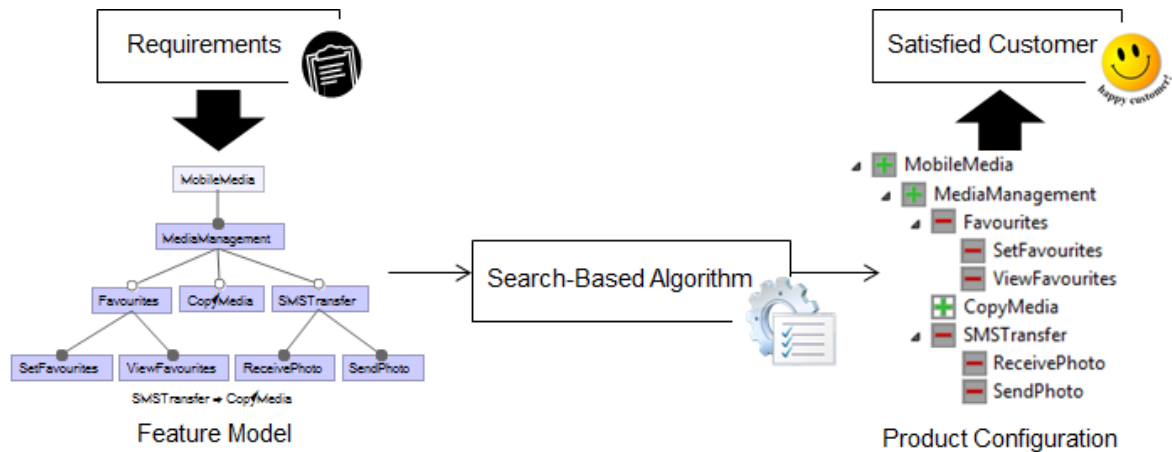 Requirements
MobileMedia
MediaManagement
Favourites CopyMedia SMSTransfer
SetFavourites ViewFavourites ReceivePhoto SendPhoto
SMSTransfer ➔ CopyMedia
Feature Model
Search-Based Algorithm
Satisfied Customer
happy customer!
MobileMedia
MediaManagement
Favourites
SetFavourites
ViewFavourites
CopyMedia
SMSTransfer
ReceivePhoto
SendPhoto
Product Configuration